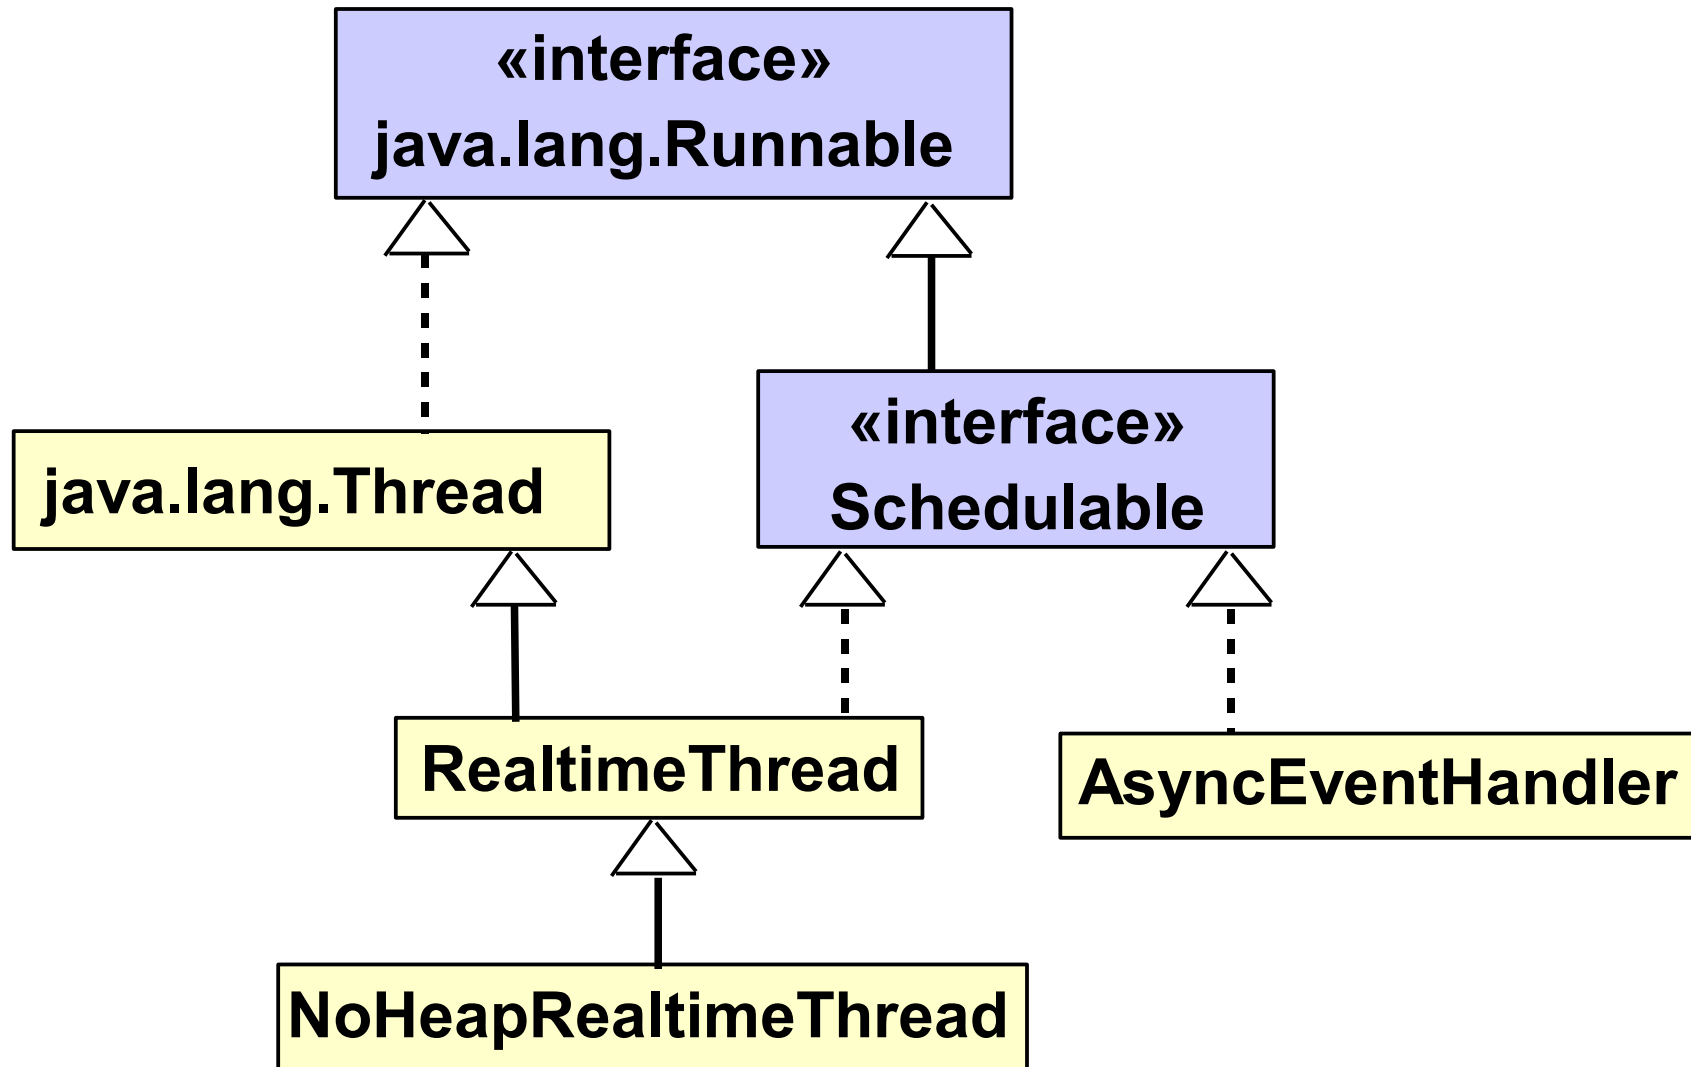 «interface»
java.lang.Runnable
«interface»
Schedulable
java.lang.Thread
RealtimeThread
AsyncEventHandler
NoHeapRealtimeThread